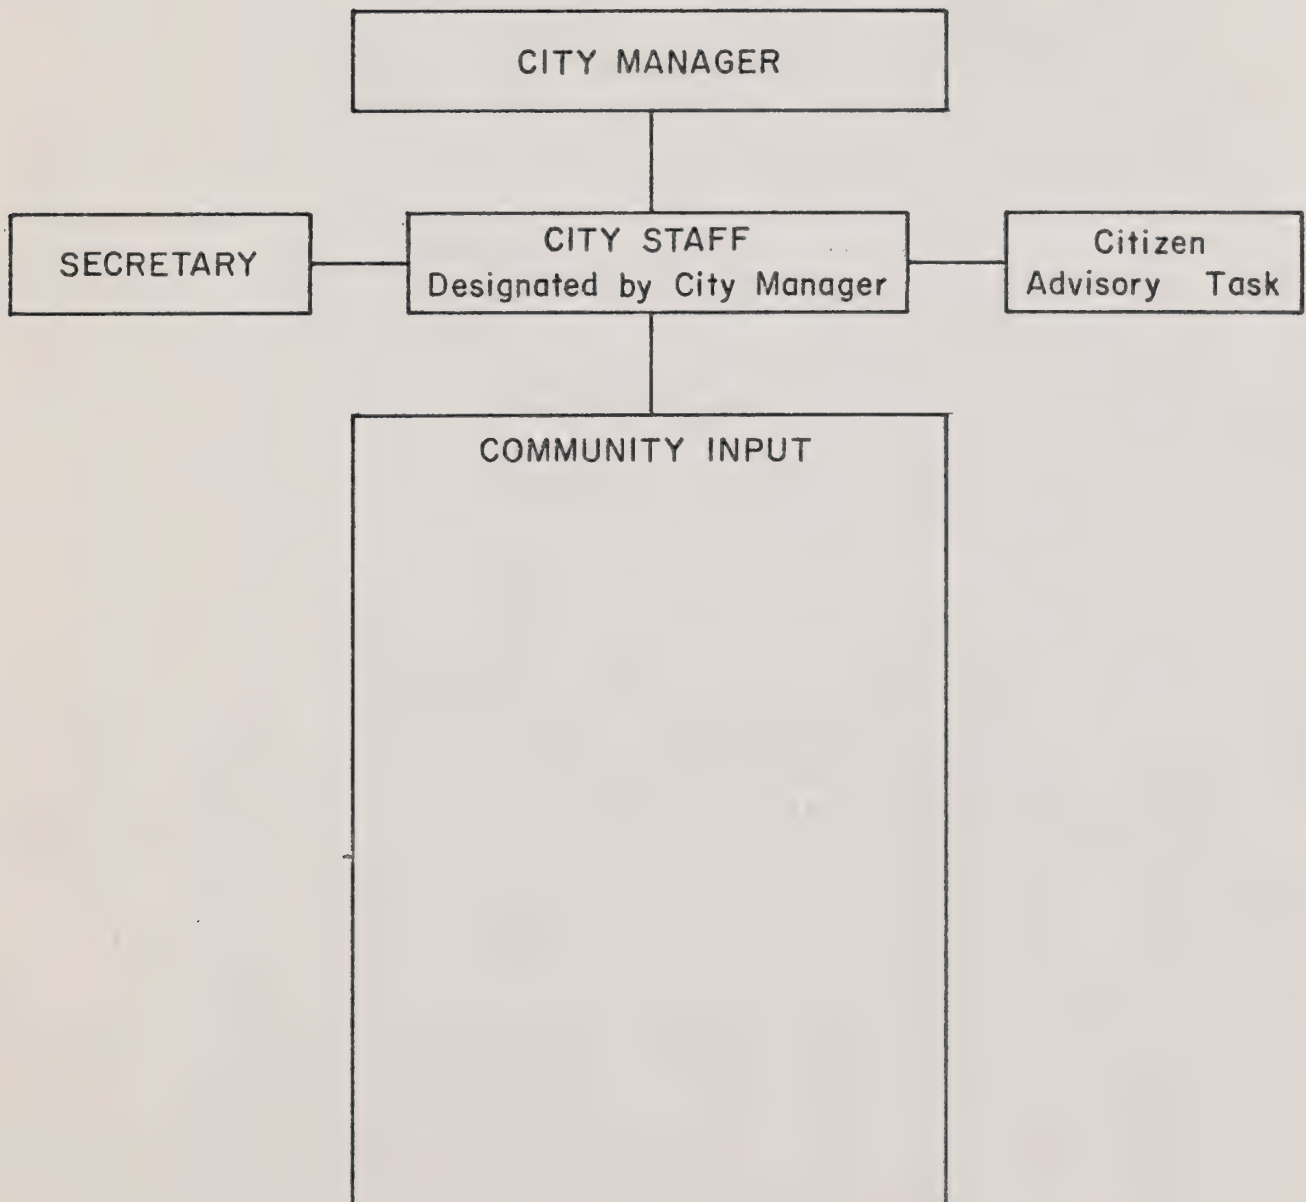 CITY MANAGER
SECRETARY
CITY STAFF
Designated by City Manager
Citizen
Advisory Task
COMMUNITY INPUT